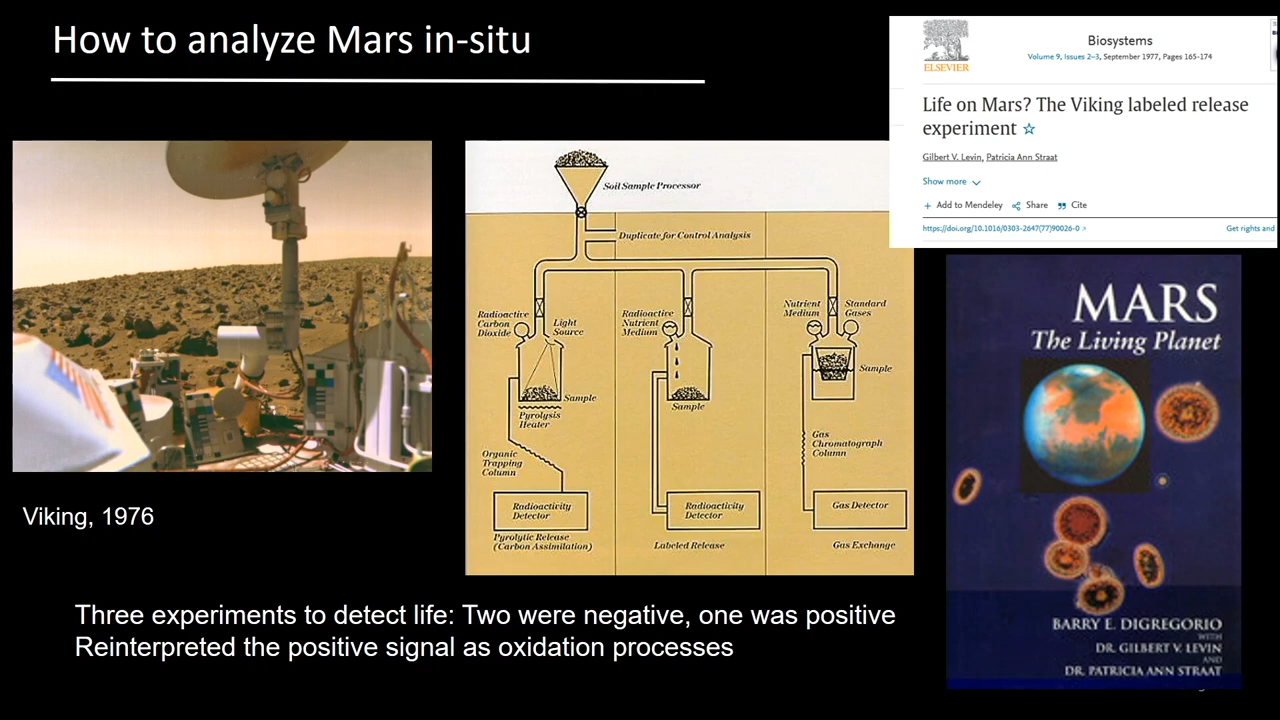 How to analyze Mars in-situ
ELSEVIER
Biosystems
Volume 9, Issues 2–3, September 1977, Pages 165-174
Life on Mars? The Viking labeled release
experiment ☆
Gilbert V. Levin, Patricia Ann Straat
Show more
Add to Mendeley Share Cite
https://doi.org/10.1016/0303-2647(77)90026-0
Get rights and
Soil Sample Processor
Duplicate for Control Analysis
Radioactive
Carbon
Dioxide
Light
Source
Sample
Pyrolysis
Heater
Organic
Trapping
Column
Radioactivity
Detector
Pyrolytic Release
(Carbon Assimilation)
Radioactive
Nutrient
Medium
Sample
Radioactivity
Detector
Labeled Release
Nutrient
Medium
Standard
Gases
Sample
Gas
Chromatograph
Column
Gas Detector
Gas Exchange
MARS
The Living Planet
BARRY E. DIGREGORIO
WITH
DR. GILBERT V. LEVIN
AND
DR. PATRICIA ANN STRAAT
Viking, 1976
Three experiments to detect life: Two were negative, one was positive
Reinterpreted the positive signal as oxidation processes